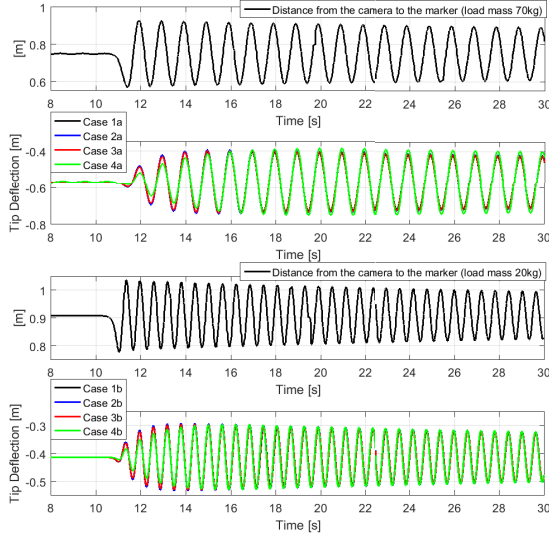 Distance from the camera to the marker (load mass 70kg)
1
0.8
0.6
[m]
8 10 12 14 16 18 20 22 24 26 28 30
Time [s]
Case 1a
Case 2a
Case 3a
Case 4a
-0.4
-0.6
-0.8
Tip Deflection [m]
8 10 12 14 16 18 20 22 24 26 28 30
Time [s]
Distance from the camera to the marker (load mass 20kg)
1
0.9
0.8
[m]
8 10 12 14 16 18 20 22 24 26 28 30
Time [s]
Case 1b
Case 2b
Case 3b
Case 4b
-0.3
-0.4
-0.5
Tip Deflection [m]
8 10 12 14 16 18 20 22 24 26 28 30
Time [s]